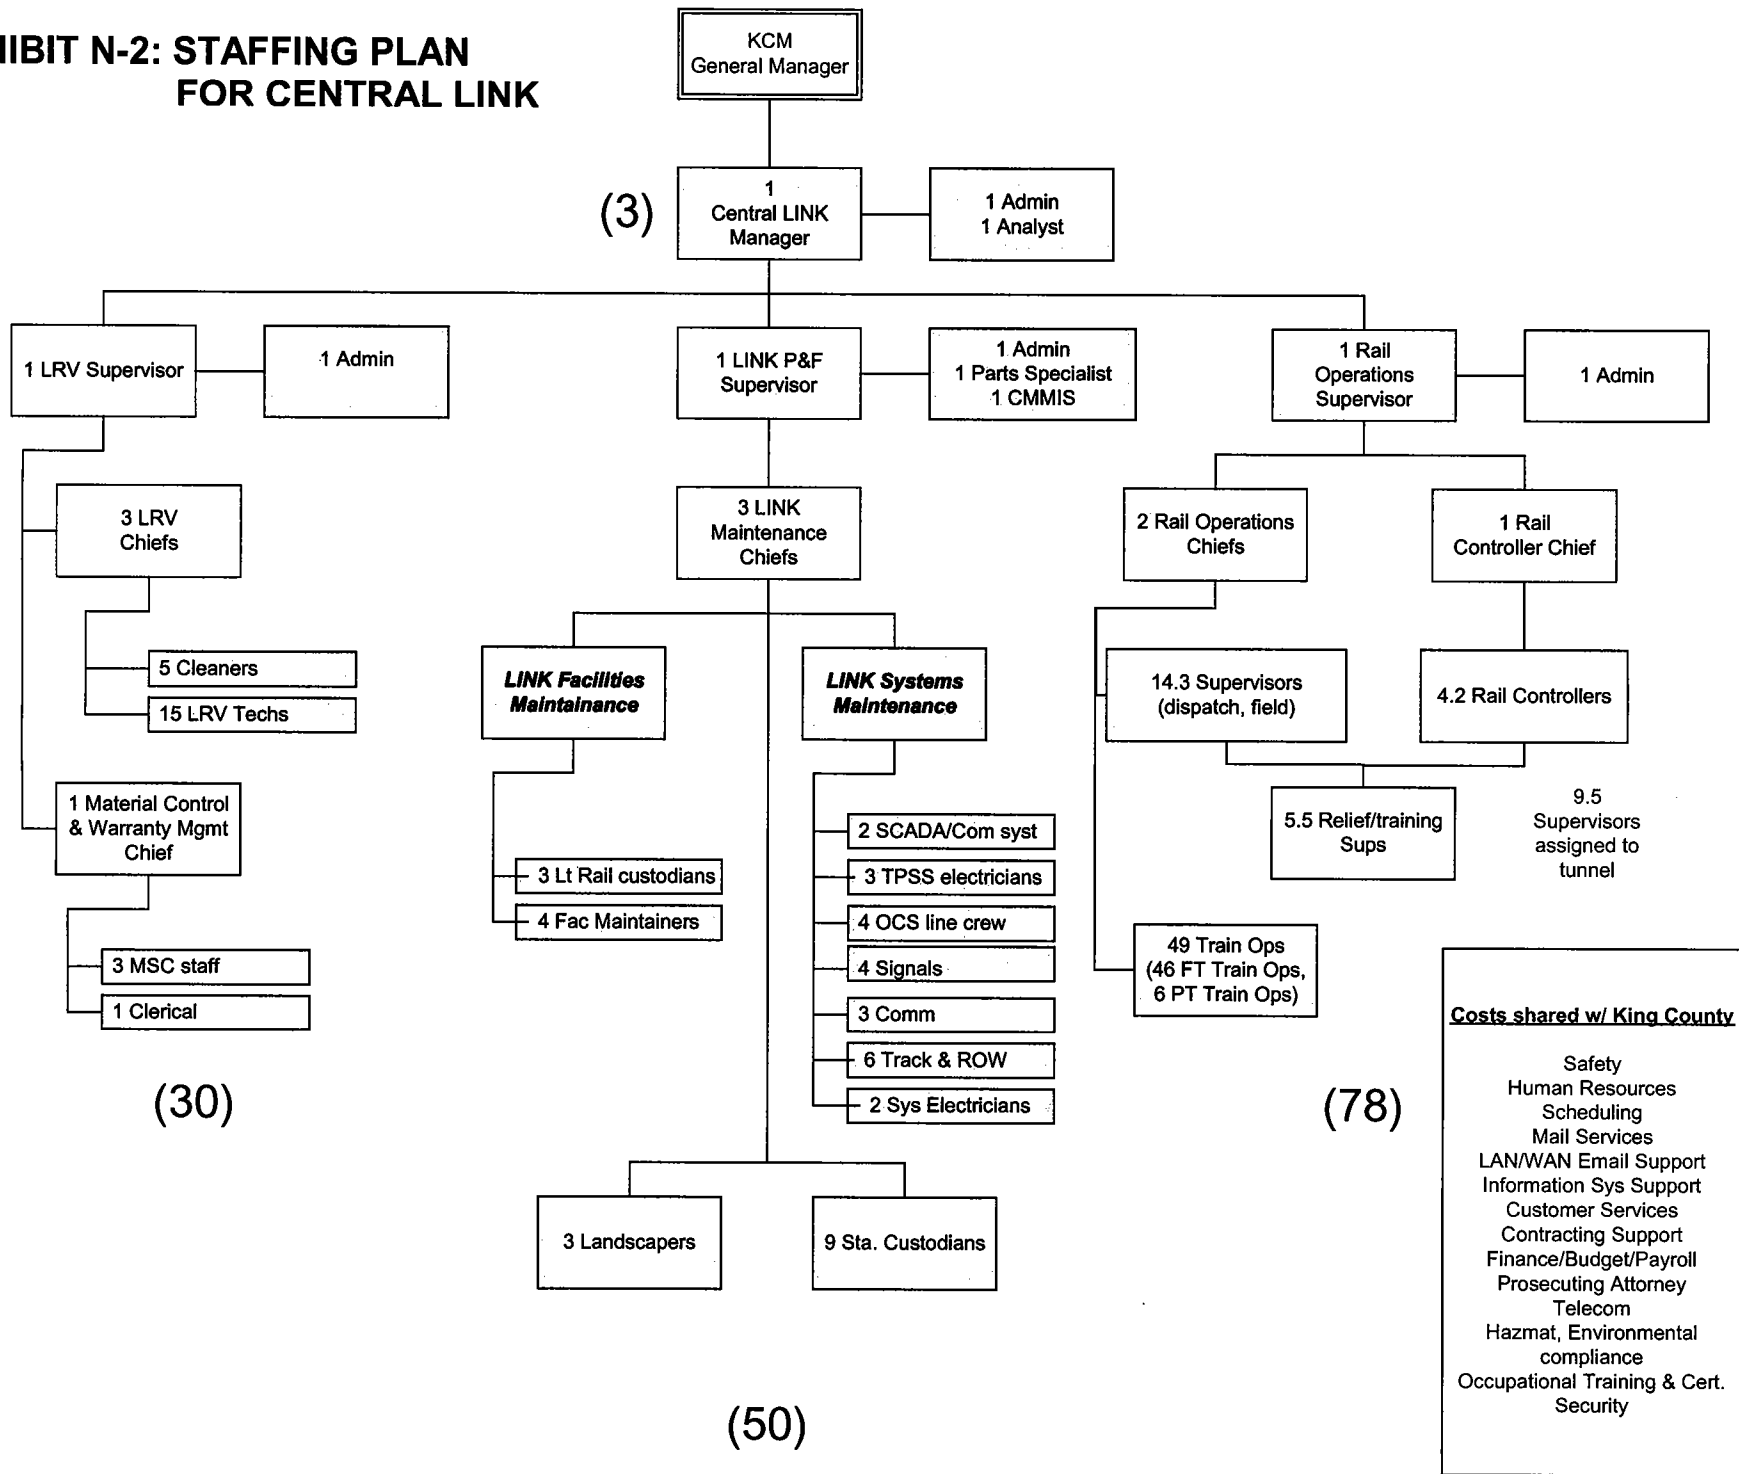 HIBIT N-2: STAFFING PLAN
FOR CENTRAL LINK
KCM
General Manager
(3)
1
Central LINK
Manager
1 Admin
1 Analyst
1 LRV Supervisor
1 Admin
1 LINK P&F
Supervisor
1 Admin
1 Parts Specialist
1 CMMIS
1 Rail
Operations
Supervisor
1 Admin
3 LRV
Chiefs
3 LINK
Maintenance
Chiefs
2 Rail Operations
Chiefs
1 Rail
Controller Chief
5 Cleaners
15 LRV Techs
LINK Facilities
Maintainance
LINK Systems
Maintenance
14.3 Supervisors
(dispatch, field)
4.2 Rail Controllers
1 Material Control
& Warranty Mgmt
Chief
5.5 Relief/training
Sups
9.5
Supervisors
assigned to
tunnel
3 Lt Rail custodians
4 Fac Maintainers
2 SCADA/Com syst
3 TPSS electricians
4 OCS line crew
4 Signals
3 Comm
6 Track & ROW
2 Sys Electricians
3 MSC staff
1 Clerical
49 Train Ops
(46 FT Train Ops,
6 PT Train Ops)
(30)
(78)
3 Landscapers
9 Sta. Custodians
(50)
Costs shared w/ King County
Safety
Human Resources
Scheduling
Mail Services
LAN/WAN Email Support
Information Sys Support
Customer Services
Contracting Support
Finance/Budget/Payroll
Prosecuting Attorney
Telecom
Hazmat, Environmental
compliance
Occupational Training & Cert.
Security